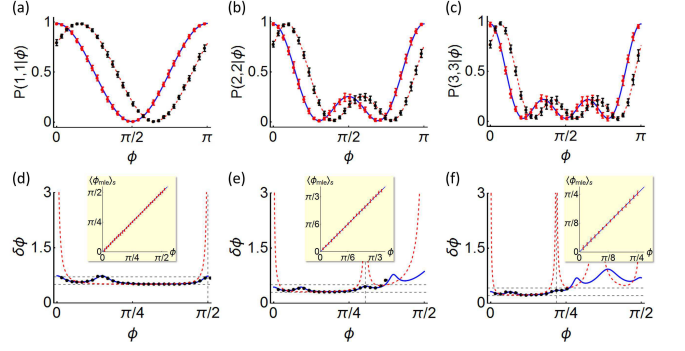 (a)
P(1,1|ϕ)
1
0.5
0
0
π/2
π
ϕ
(b)
P(2,2|ϕ)
1
0.5
0
0
π/2
π
ϕ
(c)
P(3,3|ϕ)
1
0.5
0
0
π/2
π
ϕ
(d)
δϕ
3
1.5
0
0
π/4
π/2
ϕ
⟨ϕmle⟩s
π/2
π/4
0
0
π/4
π/2
ϕ
(e)
δϕ
3
1.5
0
0
π/4
π/2
ϕ
⟨ϕmle⟩s
π/3
π/6
0
0
π/6
π/3
ϕ
(f)
δϕ
3
1.5
0
0
π/4
π/2
ϕ
⟨ϕmle⟩s
π/4
π/8
0
0
π/8
π/4
ϕ